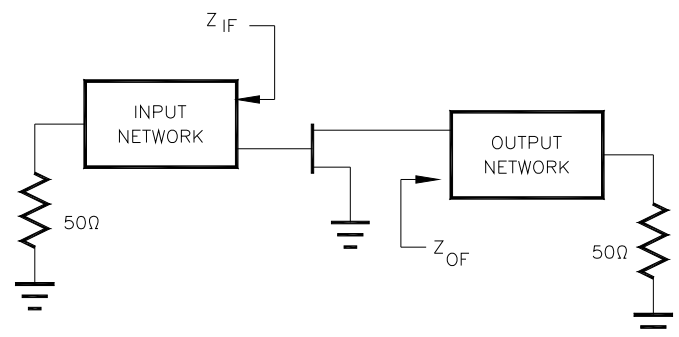 Z IF
INPUT
NETWORK
OUTPUT
NETWORK
50Ω
50Ω
Z OF